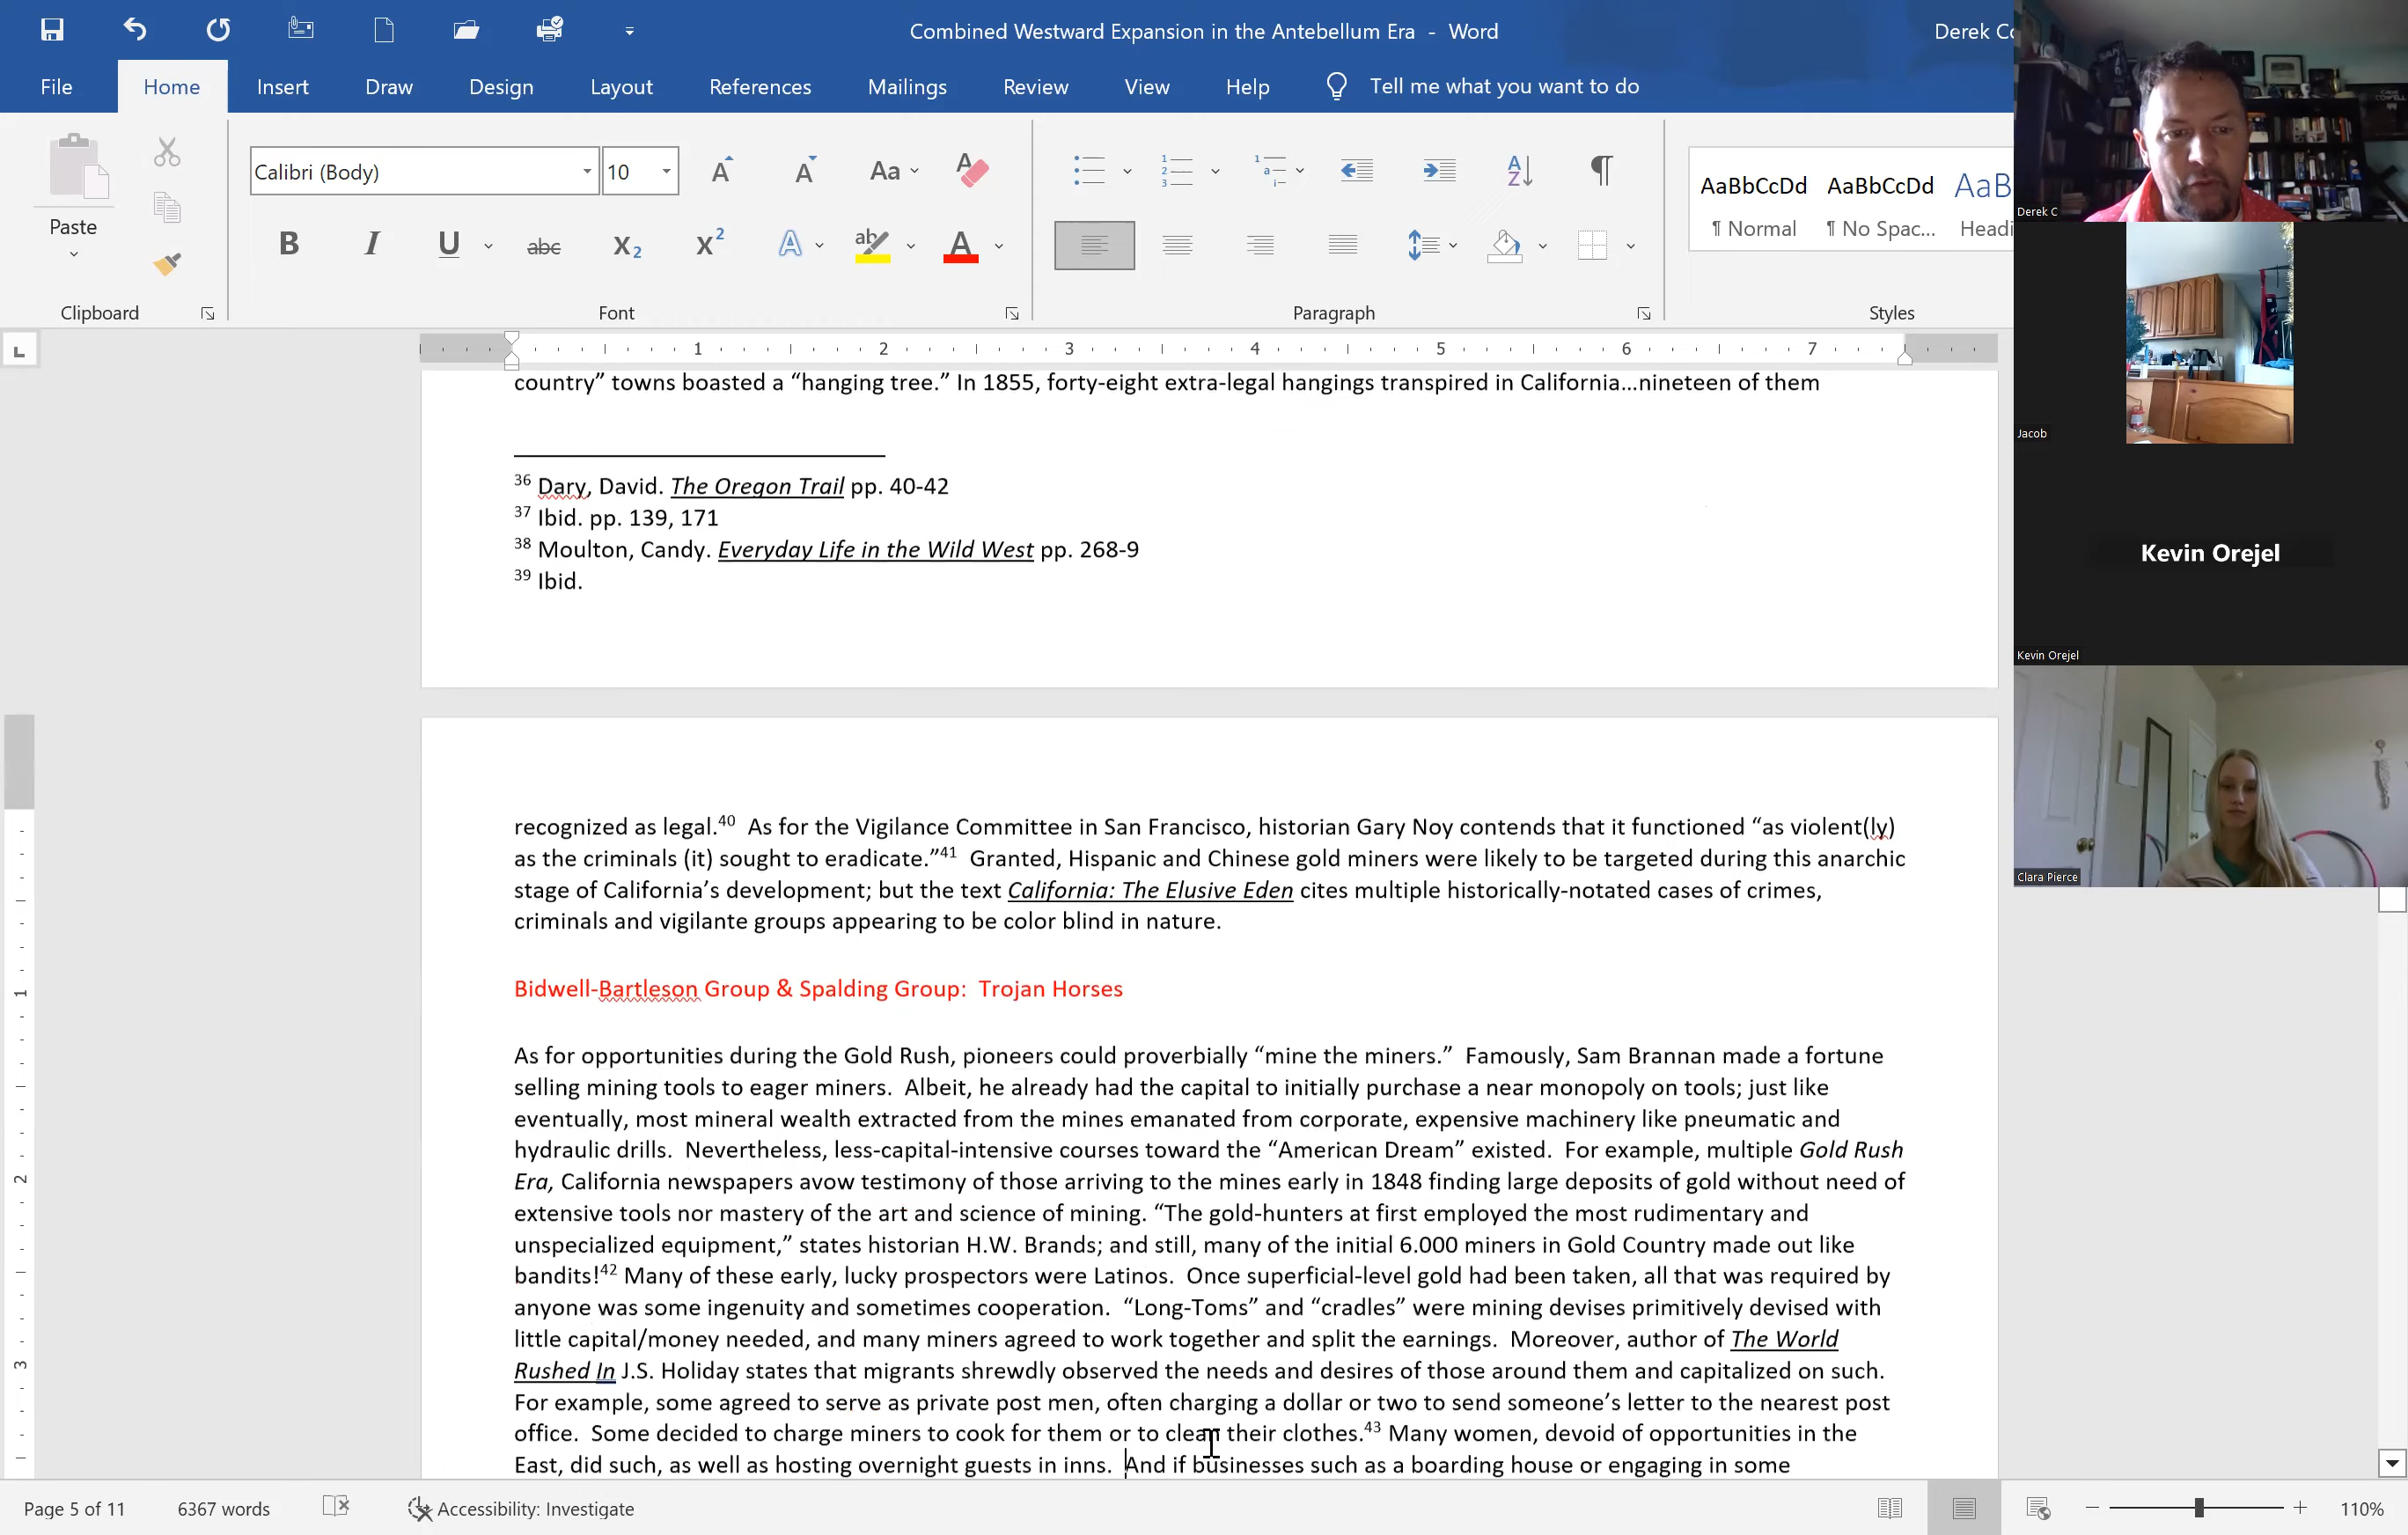 Combined Westward Expansion in the Antebellum Era - Word
File Home Insert Draw Design Layout References Mailings Review View Help Tell me what you want to do
Paste
Clipboard
Calibri (Body) 10
Font
Paragraph
AaBbCcDd AaBbCcDd
¶ Normal ¶ No Spac...
Styles
1 2 3 4 5 6 7
country” towns boasted a “hanging tree.” In 1855, forty-eight extra-legal hangings transpired in California...nineteen of them
36 Dary, David. The Oregon Trail pp. 40-42
37 Ibid. pp. 139, 171
38 Moulton, Candy. Everyday Life in the Wild West pp. 268-9
39 Ibid.
recognized as legal.40 As for the Vigilance Committee in San Francisco, historian Gary Noy contends that it functioned “as violent(ly)
as the criminals (it) sought to eradicate.”41 Granted, Hispanic and Chinese gold miners were likely to be targeted during this anarchic
stage of California’s development; but the text California: The Elusive Eden cites multiple historically-notated cases of crimes,
criminals and vigilante groups appearing to be color blind in nature.
Bidwell-Bartleson Group & Spalding Group: Trojan Horses
As for opportunities during the Gold Rush, pioneers could proverbially “mine the miners.” Famously, Sam Brannan made a fortune
selling mining tools to eager miners. Albeit, he already had the capital to initially purchase a near monopoly on tools; just like
eventually, most mineral wealth extracted from the mines emanated from corporate, expensive machinery like pneumatic and
hydraulic drills. Nevertheless, less-capital-intensive courses toward the “American Dream” existed. For example, multiple Gold Rush
Era, California newspapers avow testimony of those arriving to the mines early in 1848 finding large deposits of gold without need of
extensive tools nor mastery of the art and science of mining. “The gold-hunters at first employed the most rudimentary and
unspecialized equipment,” states historian H.W. Brands; and still, many of the initial 6.000 miners in Gold Country made out like
bandits!42 Many of these early, lucky prospectors were Latinos. Once superficial-level gold had been taken, all that was required by
anyone was some ingenuity and sometimes cooperation. “Long-Toms” and “cradles” were mining devises primitively devised with
little capital/money needed, and many miners agreed to work together and split the earnings. Moreover, author of The World
Rushed In J.S. Holiday states that migrants shrewdly observed the needs and desires of those around them and capitalized on such.
For example, some agreed to serve as private post men, often charging a dollar or two to send someone’s letter to the nearest post
office. Some decided to charge miners to cook for them or to clean their clothes.43 Many women, devoid of opportunities in the
East, did such, as well as hosting overnight guests in inns. And if businesses such as a boarding house or engaging in some
Page 5 of 11 6367 words Accessibility: Investigate 110%
Derek C
Jacob
Kevin Orejel
Kevin Orejel
Clara Pierce